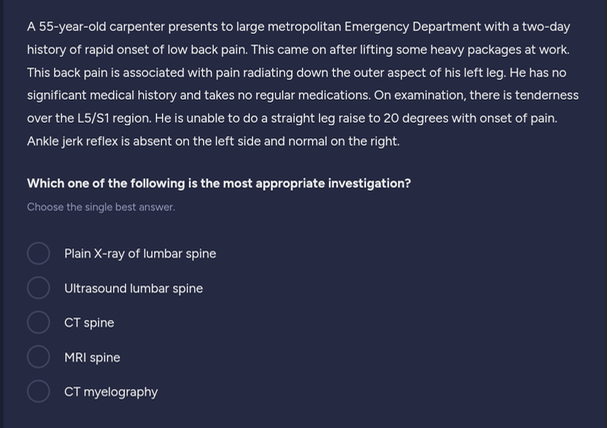 A 55-year-old carpenter presents to large metropolitan Emergency Department with a two-day
history of rapid onset of low back pain. This came on after lifting some heavy packages at work.
This back pain is associated with pain radiating down the outer aspect of his left leg. He has no
significant medical history and takes no regular medications. On examination, there is tenderness
over the L5/S1 region. He is unable to do a straight leg raise to 20 degrees with onset of pain.
Ankle jerk reflex is absent on the left side and normal on the right.
Which one of the following is the most appropriate investigation?
Choose the single best answer.
Plain X-ray of lumbar spine
Ultrasound lumbar spine
CT spine
MRI spine
CT myelography